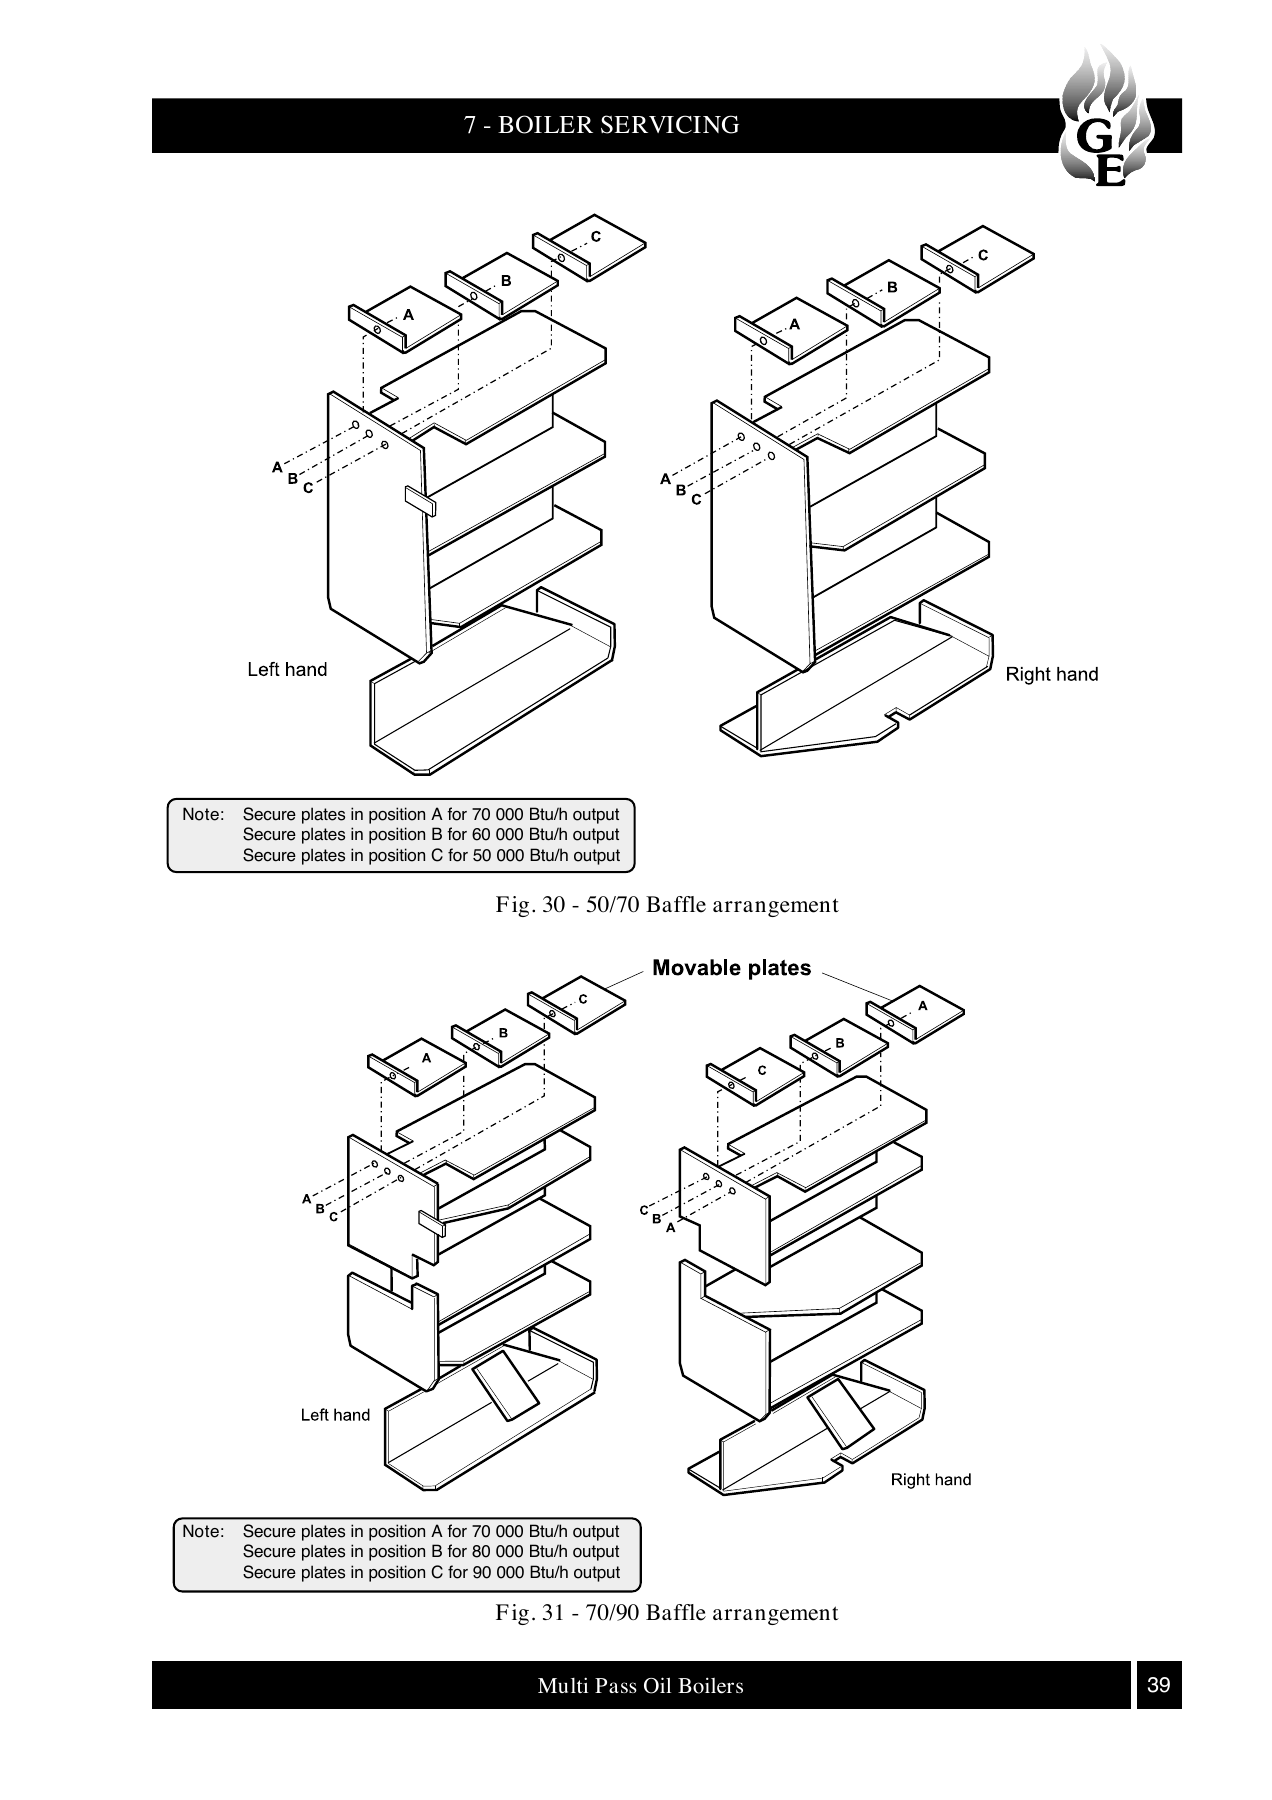 7 - BOILER SERVICING
G
E
C
B
A
C
B
A
A
B
C
A
B
C
Left hand
Right hand
Note: Secure plates in position A for 70 000 Btu/h output
Secure plates in position B for 60 000 Btu/h output
Secure plates in position C for 50 000 Btu/h output
Fig. 30 - 50/70 Baffle arrangement
Movable plates
C
B
A
A
B
C
A
B
C
C
B
A
Left hand
Right hand
Note: Secure plates in position A for 70 000 Btu/h output
Secure plates in position B for 80 000 Btu/h output
Secure plates in position C for 90 000 Btu/h output
Fig. 31 - 70/90 Baffle arrangement
Multi Pass Oil Boilers
39